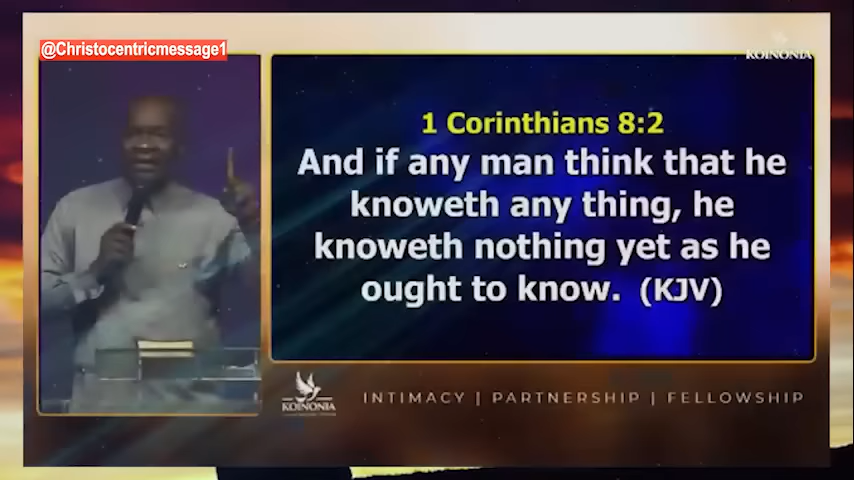 @Christocentricmessage1
KOINONIA
1 Corinthians 8:2
And if any man think that he
knoweth any thing, he
knoweth nothing yet as he
ought to know. (KJV)
KOINONIA
INTIMACY | PARTNERSHIP | FELLOWSHIP